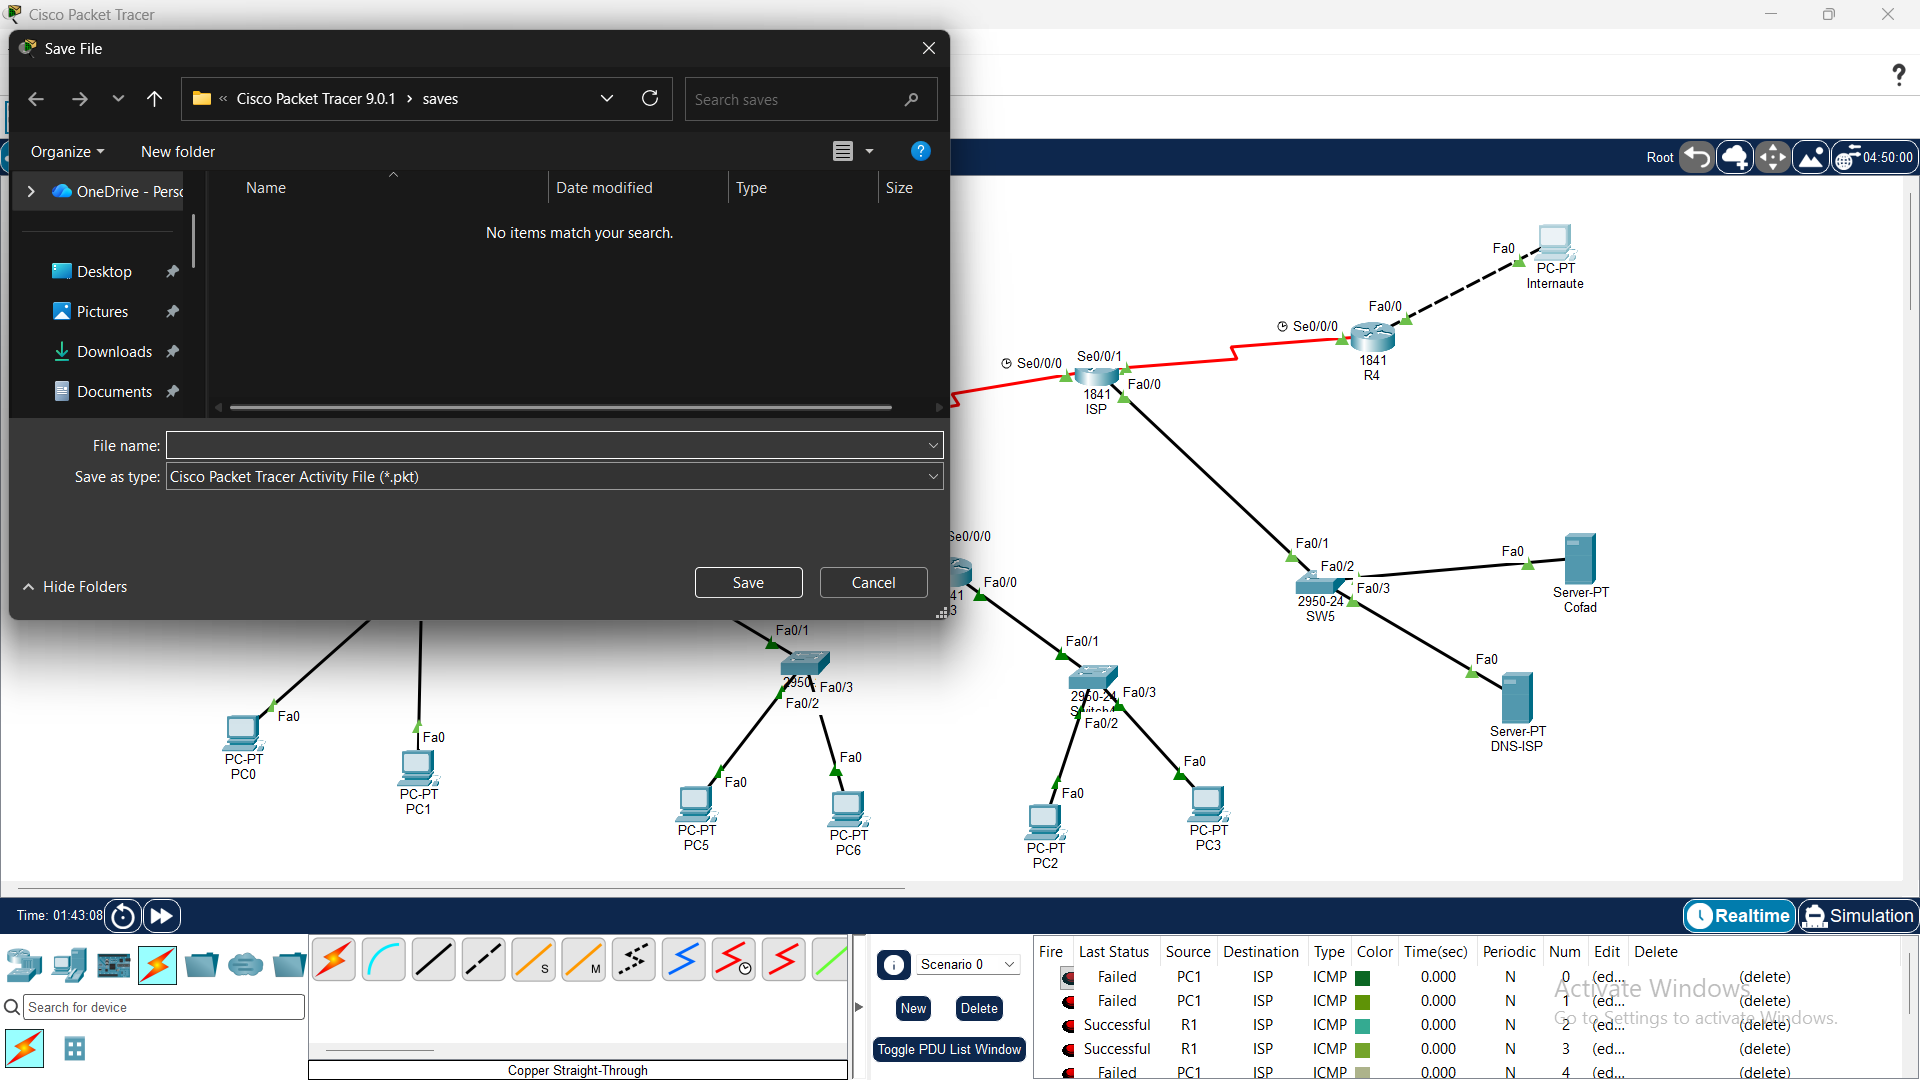 Cisco Packet Tracer
Save File
Cisco Packet Tracer 9.0.1 › saves
Search saves
Organize
New folder
Name
Date modified
Type
Size
OneDrive - Perso
No items match your search.
Desktop
Pictures
Downloads
Documents
File name:
Save as type: Cisco Packet Tracer Activity File (*.pkt)
Hide Folders
Save
Cancel
Root
04:50:00
Fa0
PC-PT
Internaute
Fa0/0
Se0/0/0
1841
R4
Se0/0/0
Se0/0/1
Fa0/0
1841
ISP
Se0/0/0
Fa0/0
41
3
Fa0/1
Fa0/2
Fa0/3
2950-24
SW5
Fa0
Server-PT
Cofad
Fa0
Server-PT
DNS-ISP
Fa0/1
2950-
Fa0/3
Fa0/2
Fa0/1
2950-24
Switch4
Fa0/3
Fa0/2
Fa0
PC-PT
PC0
Fa0
PC-PT
PC1
Fa0
PC-PT
PC5
Fa0
PC-PT
PC6
Fa0
PC-PT
PC2
Fa0
PC-PT
PC3
Time: 01:43:08
Realtime
Simulation
Search for device
S
M
Copper Straight-Through
Scenario 0
New
Delete
Toggle PDU List Window
Fire Last Status Source Destination Type Color Time(sec) Periodic Num Edit Delete
Failed PC1 ISP ICMP 0.000 N 0 (ed... (delete)
Failed PC1 ISP ICMP 0.000 N 1 (ed... (delete)
Successful R1 ISP ICMP 0.000 N 2 (ed... (delete)
Successful R1 ISP ICMP 0.000 N 3 (ed... (delete)
Failed PC1 ISP ICMP 0.000 N 4 (ed... (delete)
Activate Windows
Go to Settings to activate Windows.